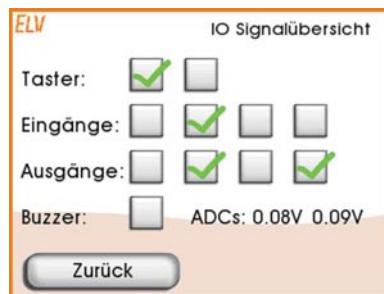 ELV IO Signalübersicht
Taster:
Eingänge:
Ausgänge:
Buzzer: ADCs: 0.08V 0.09V
Zurück